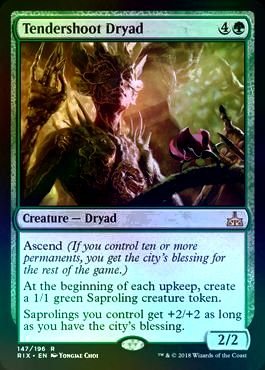 Tendershoot Dryad 4
Creature — Dryad
Ascend (If you control ten or more
permanents, you get the city's blessing for
the rest of the game.)
At the beginning of each upkeep, create
a 1/1 green Saproling creature token.
Saprolings you control get +2/+2 as long
as you have the city's blessing.
2/2
147/196 R
RIX • EN Yongjae Choi
™ & © 2018 Wizards of the Coast